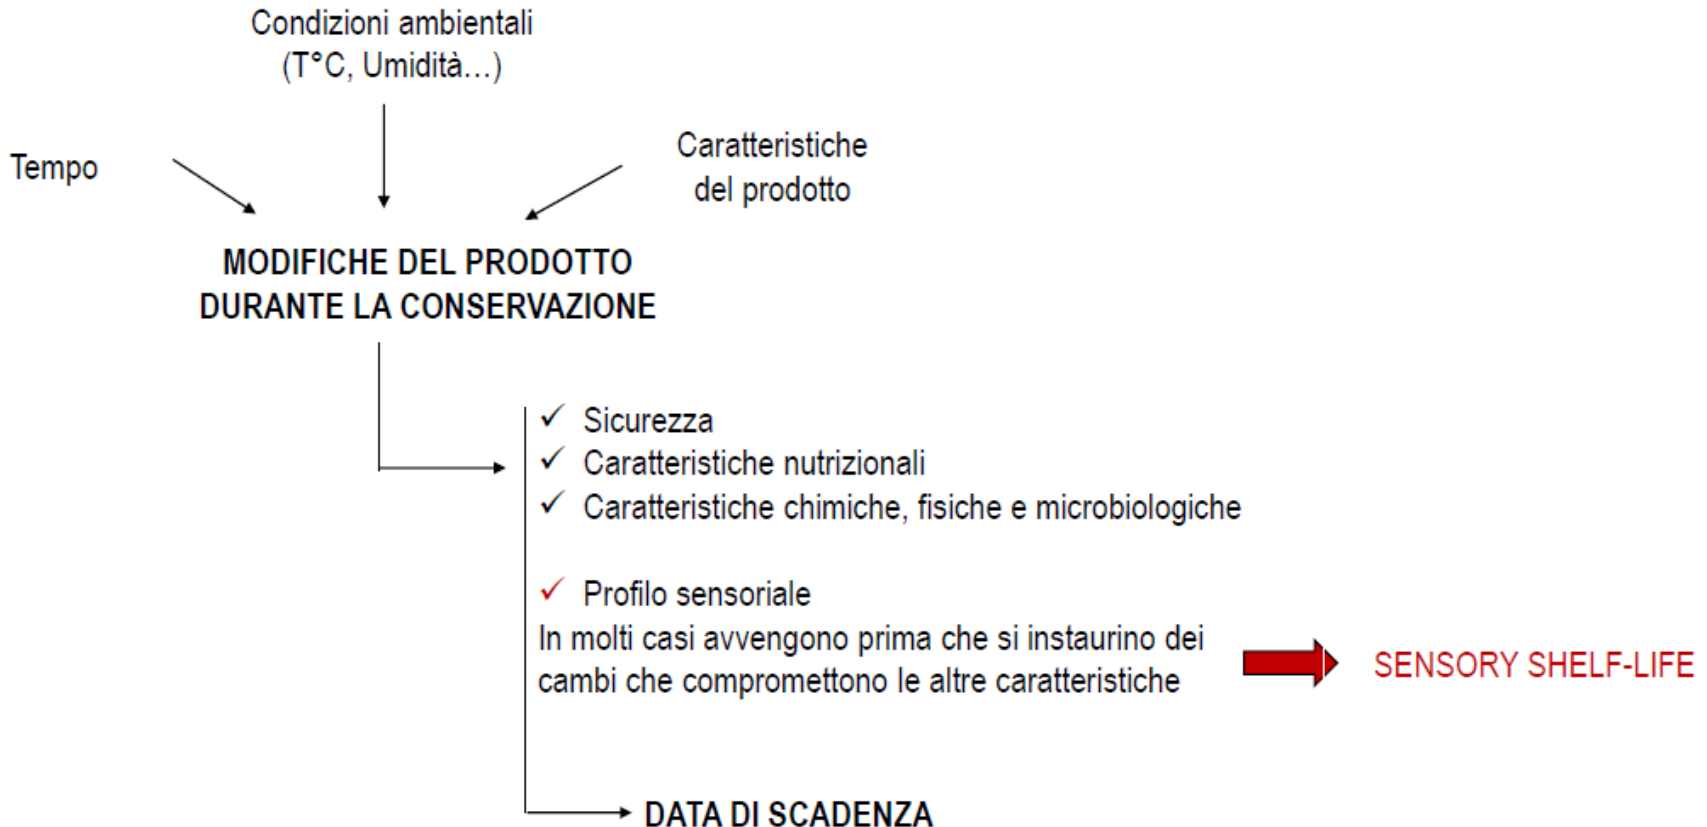 Condizioni ambientali
(T°C, Umidità...)
Tempo
Caratteristiche
del prodotto
MODIFICHE DEL PRODOTTO
DURANTE LA CONSERVAZIONE
✓ Sicurezza
✓ Caratteristiche nutrizionali
✓ Caratteristiche chimiche, fisiche e microbiologiche
✓ Profilo sensoriale
In molti casi avvengono prima che si instaurino dei
cambi che compromettono le altre caratteristiche
SENSORY SHELF-LIFE
DATA DI SCADENZA